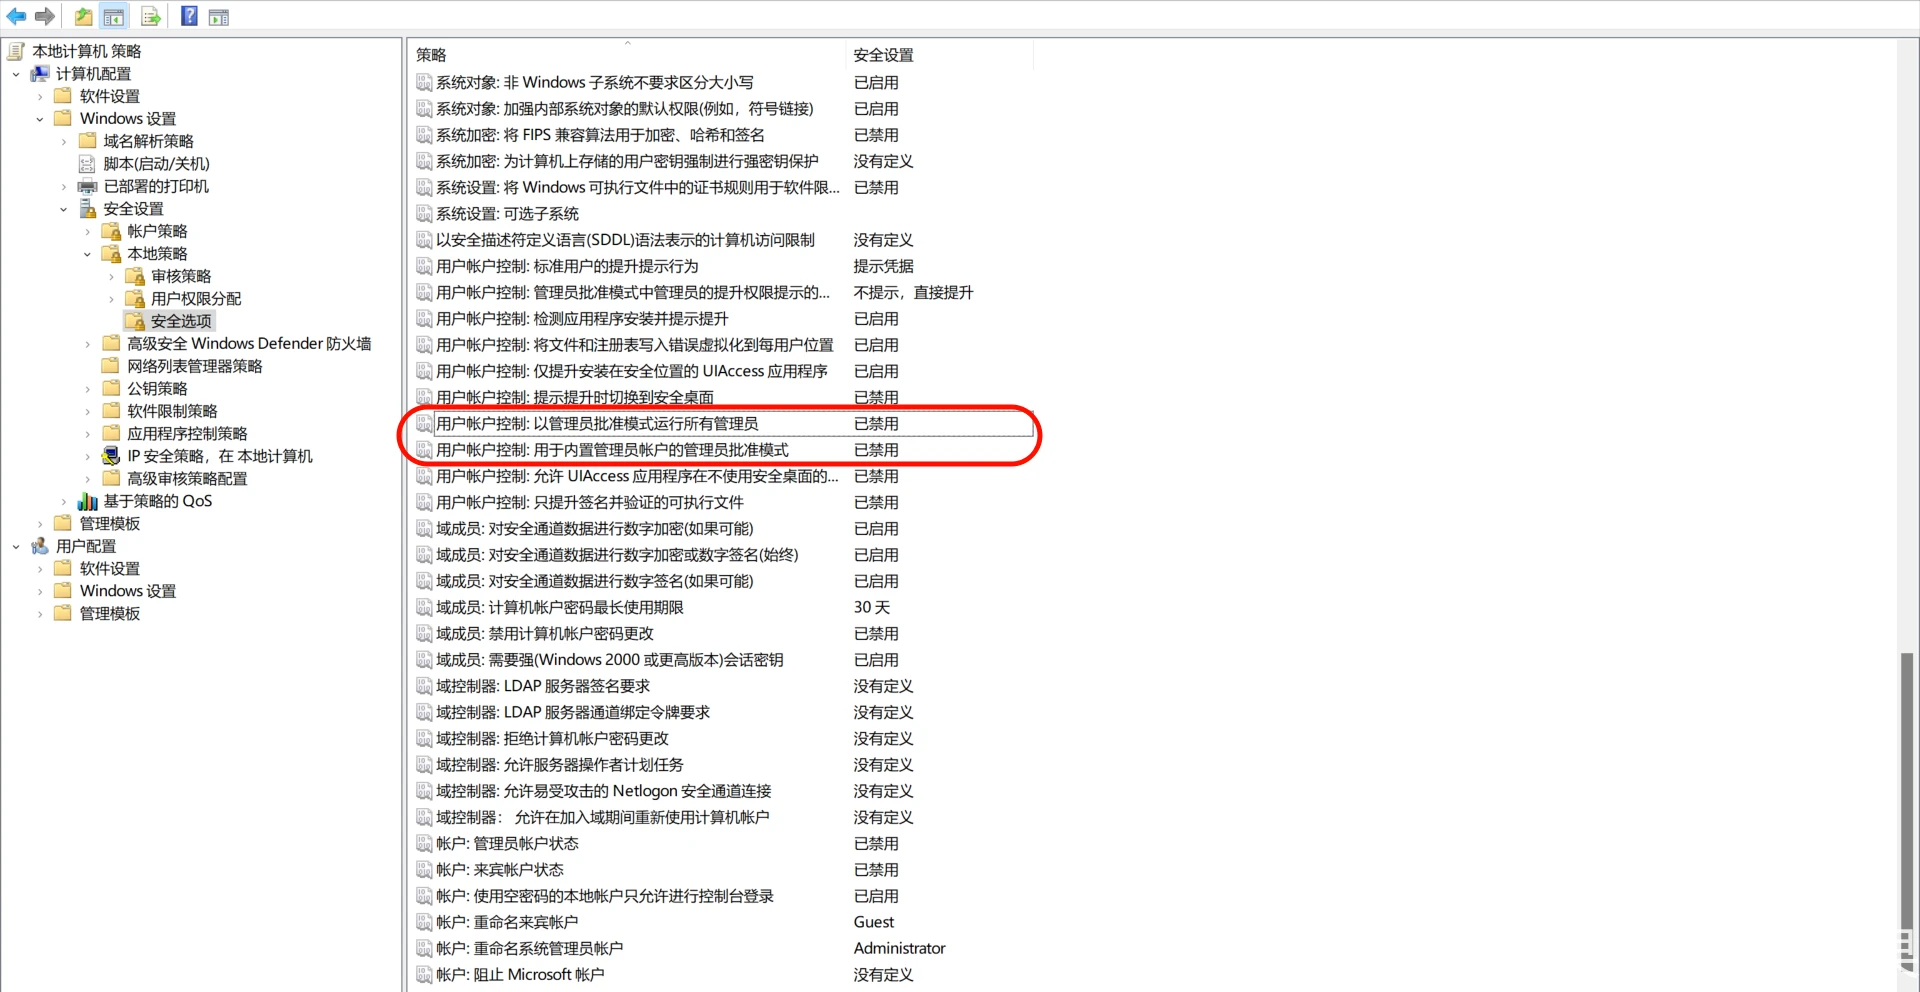 本地计算机 策略
计算机配置
软件设置
Windows 设置
域名解析策略
脚本(启动/关机)
已部署的打印机
安全设置
帐户策略
本地策略
审核策略
用户权限分配
安全选项
高级安全 Windows Defender 防火墙
网络列表管理器策略
公钥策略
软件限制策略
应用程序控制策略
IP 安全策略，在 本地计算机
高级审核策略配置
基于策略的 QoS
管理模板
用户配置
软件设置
Windows 设置
管理模板
策略 安全设置
系统对象: 非 Windows 子系统不要求区分大小写 已启用
系统对象: 加强内部系统对象的默认权限(例如，符号链接) 已启用
系统加密: 将 FIPS 兼容算法用于加密、哈希和签名 已禁用
系统加密: 为计算机上存储的用户密钥强制进行强密钥保护 没有定义
系统设置: 将 Windows 可执行文件中的证书规则用于软件限... 已禁用
系统设置: 可选子系统
以安全描述符定义语言(SDDL)语法表示的计算机访问限制 没有定义
用户帐户控制: 标准用户的提升提示行为 提示凭据
用户帐户控制: 管理员批准模式中管理员的提升权限提示的... 不提示，直接提升
用户帐户控制: 检测应用程序安装并提示提升 已启用
用户帐户控制: 将文件和注册表写入错误虚拟化到每用户位置 已启用
用户帐户控制: 仅提升安装在安全位置的 UIAccess 应用程序 已启用
用户帐户控制: 提示提升时切换到安全桌面 已禁用
用户帐户控制: 以管理员批准模式运行所有管理员 已禁用
用户帐户控制: 用于内置管理员帐户的管理员批准模式 已禁用
用户帐户控制: 允许 UIAccess 应用程序在不使用安全桌面的... 已禁用
用户帐户控制: 只提升签名并验证的可执行文件 已禁用
域成员: 对安全通道数据进行数字加密(如果可能) 已启用
域成员: 对安全通道数据进行数字加密或数字签名(始终) 已启用
域成员: 对安全通道数据进行数字签名(如果可能) 已启用
域成员: 计算机帐户密码最长使用期限 30 天
域成员: 禁用计算机帐户密码更改 已禁用
域成员: 需要强(Windows 2000 或更高版本)会话密钥 已启用
域控制器: LDAP 服务器签名要求 没有定义
域控制器: LDAP 服务器通道绑定令牌要求 没有定义
域控制器: 拒绝计算机帐户密码更改 没有定义
域控制器: 允许服务器操作者计划任务 没有定义
域控制器: 允许易受攻击的 Netlogon 安全通道连接 没有定义
域控制器： 允许在加入域期间重新使用计算机帐户 没有定义
帐户: 管理员帐户状态 已禁用
帐户: 来宾帐户状态 已禁用
帐户: 使用空密码的本地帐户只允许进行控制台登录 已启用
帐户: 重命名来宾帐户 Guest
帐户: 重命名系统管理员帐户 Administrator
帐户: 阻止 Microsoft 帐户 没有定义